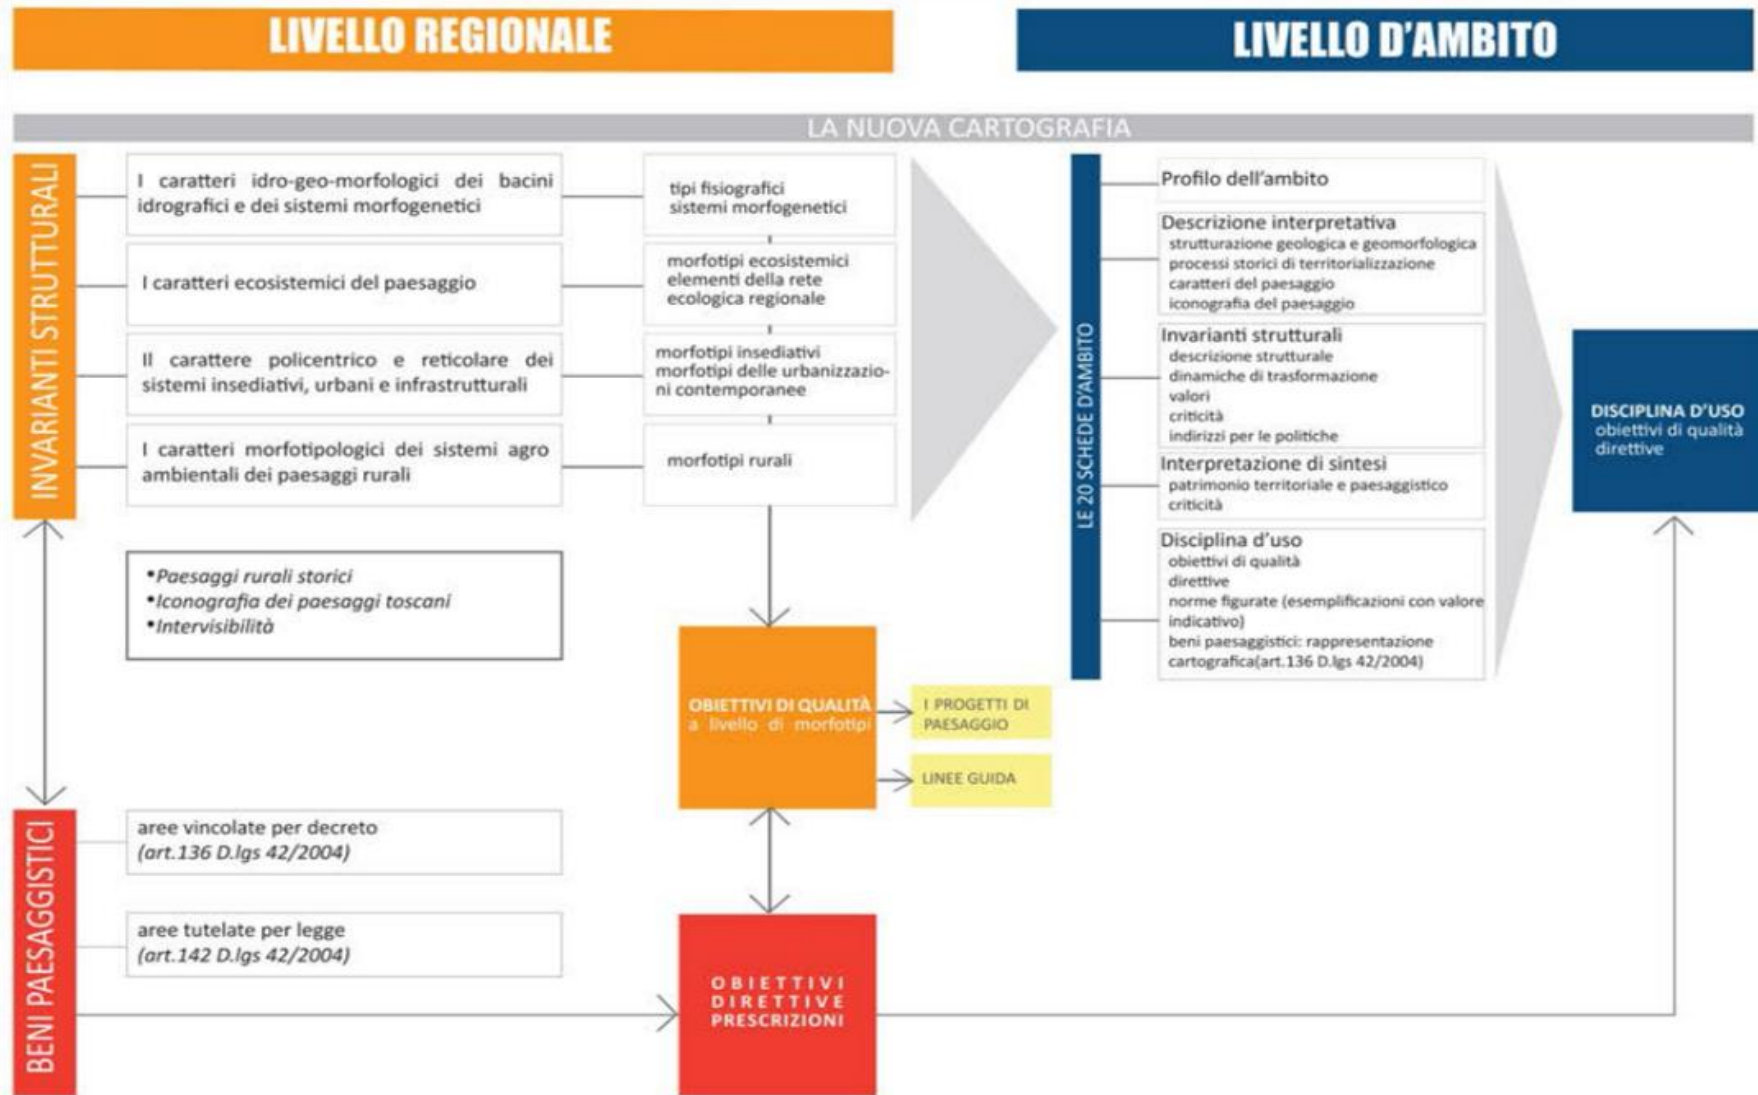 LIVELLO REGIONALE
LIVELLO D'AMBITO
LA NUOVA CARTOGRAFIA
INVARIANTI STRUTTURALI
I caratteri idro-geo-morfologici dei bacini
idrografici e dei sistemi morfogenetici
tipi fisiografici
sistemi morfogenetici
I caratteri ecosistemici del paesaggio
morfotipi ecosistemici
elementi della rete
ecologica regionale
Il carattere policentrico e reticolare dei
sistemi insediativi, urbani e infrastrutturali
morfotipi insediativi
morfotipi delle urbanizzazio-
ni contemporanee
I caratteri morfotipologici dei sistemi agro
ambientali dei paesaggi rurali
morfotipi rurali
•Paesaggi rurali storici
•Iconografia dei paesaggi toscani
•Intervisibilità
OBIETTIVI DI QUALITÀ
a livello di morfotipi
I PROGETTI DI
PAESAGGIO
LINEE GUIDA
BENI PAESAGGISTICI
aree vincolate per decreto
(art.136 D.lgs 42/2004)
aree tutelate per legge
(art.142 D.lgs 42/2004)
OBIETTIVI
DIRETTIVE
PRESCRIZIONI
LE 20 SCHEDE D'AMBITO
Profilo dell'ambito
Descrizione interpretativa
strutturazione geologica e geomorfologica
processi storici di territorializzazione
caratteri del paesaggio
iconografia del paesaggio
Invarianti strutturali
descrizione strutturale
dinamiche di trasformazione
valori
criticità
indirizzi per le politiche
Interpretazione di sintesi
patrimonio territoriale e paesaggistico
criticità
Disciplina d'uso
obiettivi di qualità
direttive
norme figurate (esemplificazioni con valore
indicativo)
beni paesaggistici: rappresentazione
cartografica(art.136 D.lgs 42/2004)
DISCIPLINA D'USO
obiettivi di qualità
direttive